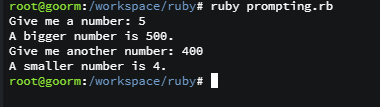 root@goorm:/workspace/ruby# ruby prompting.rb
Give me a number: 5
A bigger number is 500.
Give me another number: 400
A smaller number is 4.
root@goorm:/workspace/ruby#